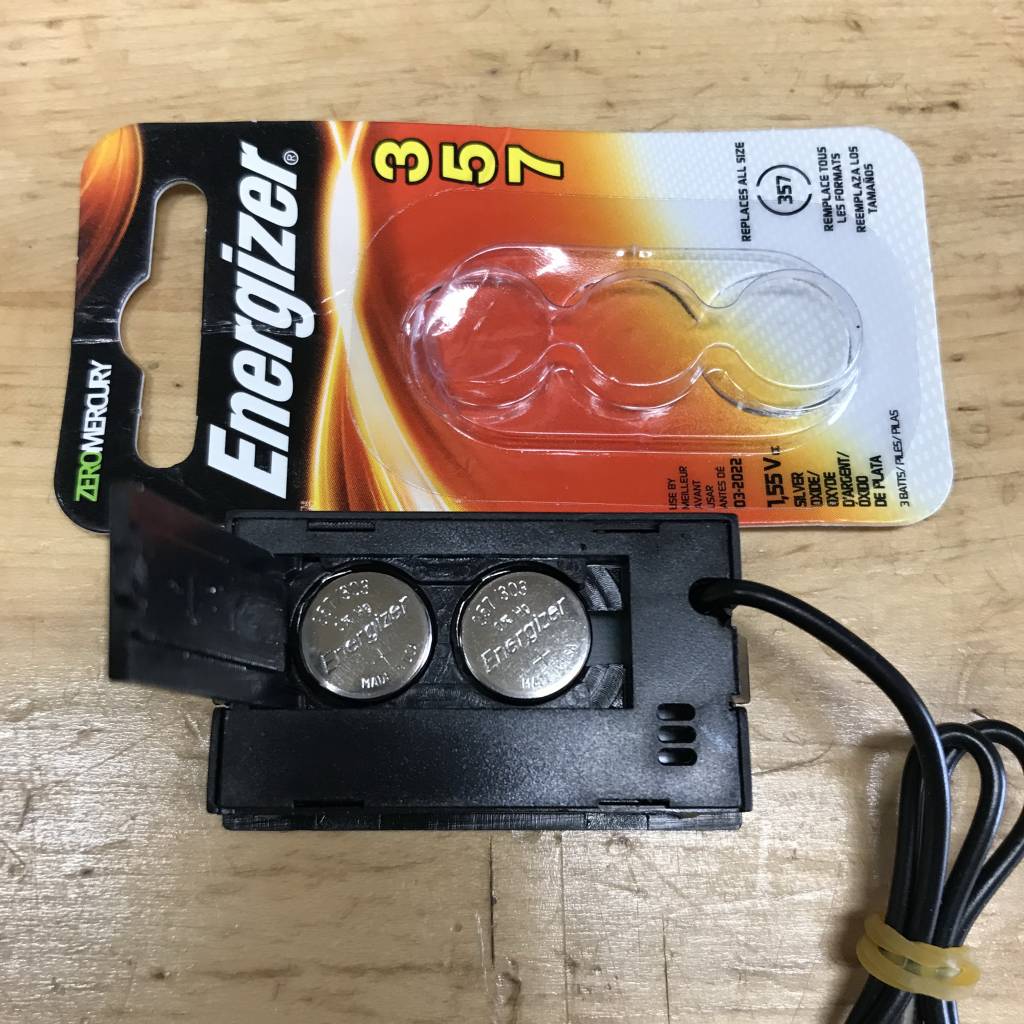 ZEROMERCURY
Energizer®
357
REPLACES ALL SIZE
357
REMPLACE TOUS
LES FORMATS
REEMPLAZA LOS
TAMAÑOS
USE BY
MEILLEUR
AVANT
USAR
ANTES DE
03-2022
1,55 V
SILVER
OXIDE/
OXYDE
D'ARGENT/
ÓXIDO
DE PLATA
3 BATTS/PILES/PILAS
357 303
Energizer
357 303
Energizer